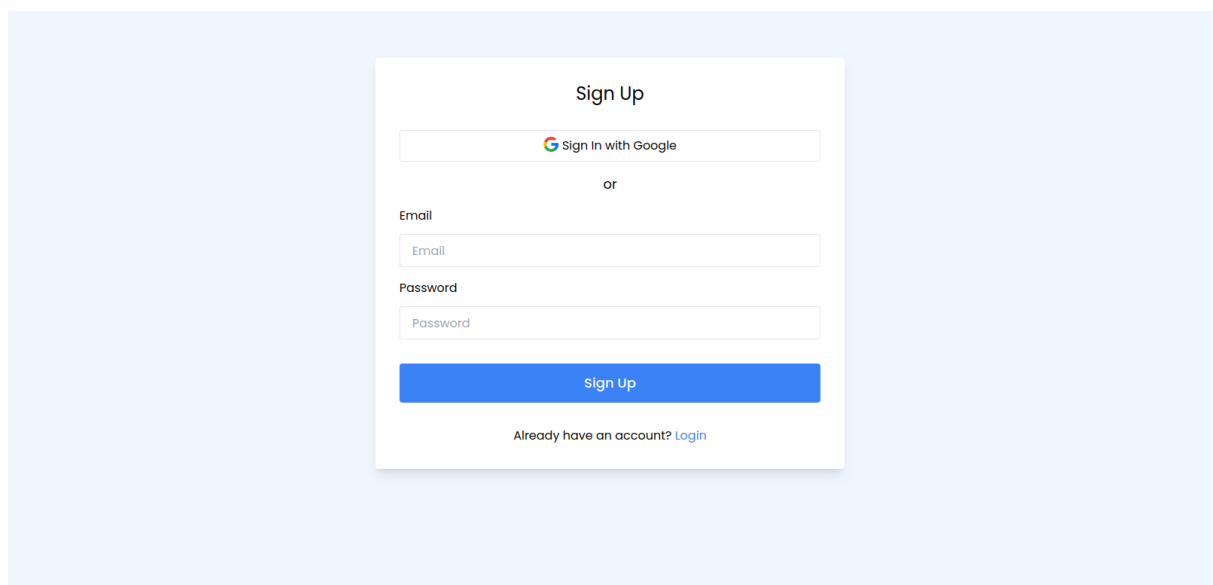 Sign Up
Sign In with Google
or
Email
Email
Password
Password
Sign Up
Already have an account? Login